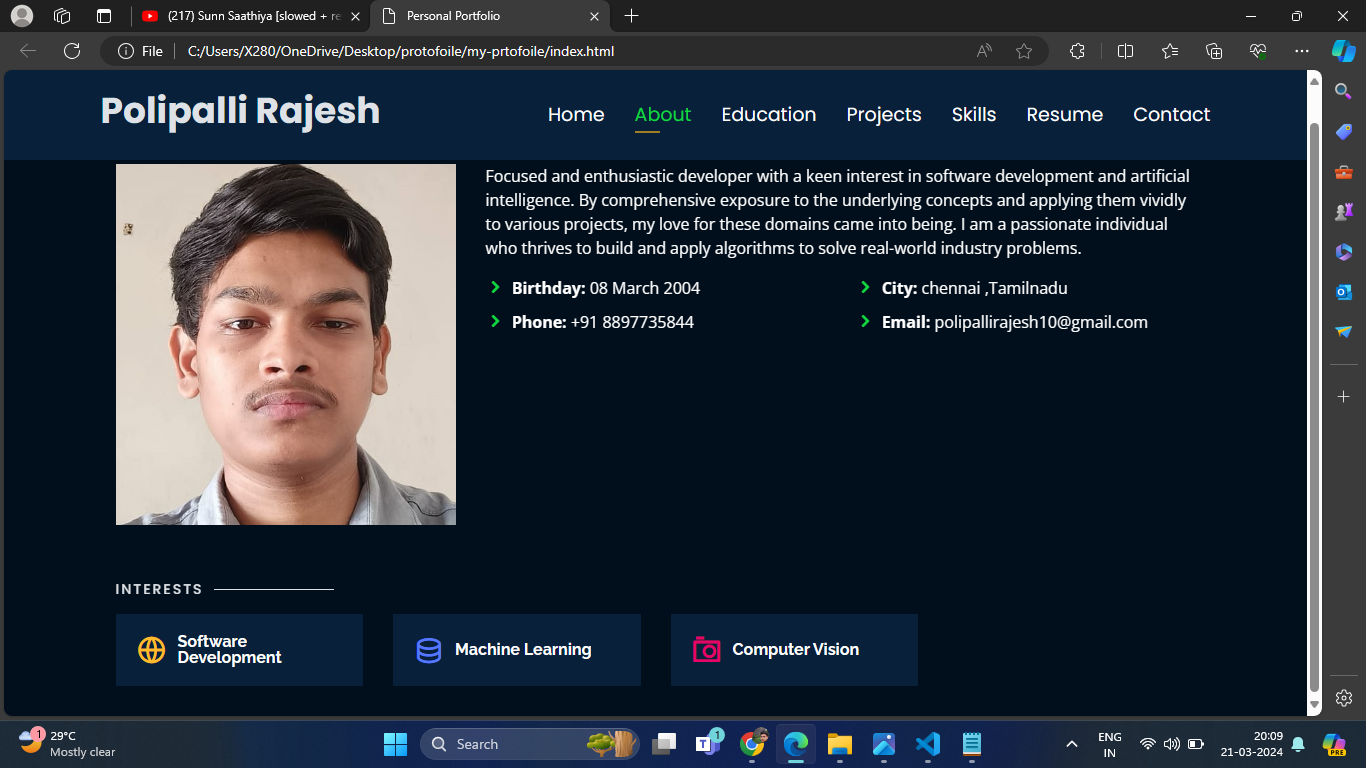 (217) Sunn Saathiya [slowed + re
Personal Portfolio
File
C:/Users/X280/OneDrive/Desktop/protofoile/my-prtofoile/index.html
Polipalli Rajesh
Home About Education Projects Skills Resume Contact
Focused and enthusiastic developer with a keen interest in software development and artificial
intelligence. By comprehensive exposure to the underlying concepts and applying them vividly
to various projects, my love for these domains came into being. I am a passionate individual
who thrives to build and apply algorithms to solve real-world industry problems.
Birthday: 08 March 2004
City: chennai ,Tamilnadu
Phone: +91 8897735844
Email: polipallirajesh10@gmail.com
INTERESTS
Software
Development
Machine Learning
Computer Vision
1
29°C
Mostly clear
Search
1
ENG
IN
20:09
21-03-2024
PRE